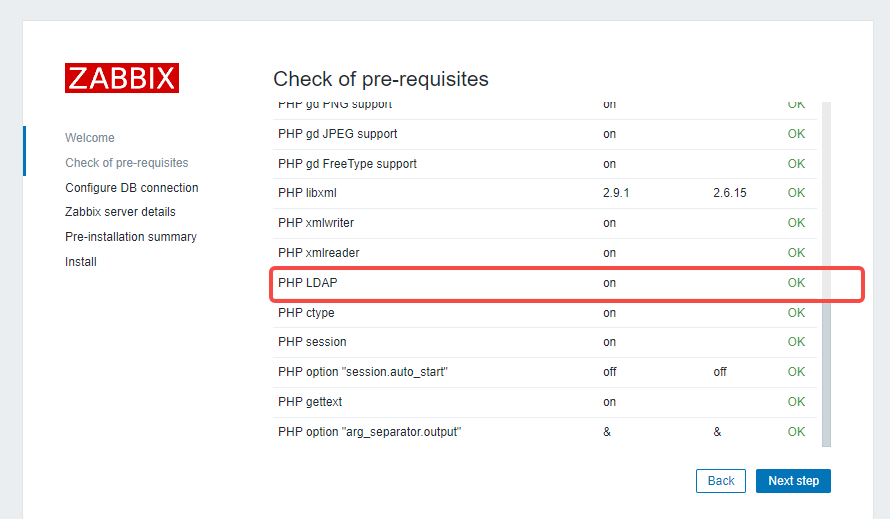 ZABBIX
Welcome
Check of pre-requisites
Configure DB connection
Zabbix server details
Pre-installation summary
Install
Check of pre-requisites
PHP gd PNG support on OK
PHP gd JPEG support on OK
PHP gd FreeType support on OK
PHP libxml 2.9.1 2.6.15 OK
PHP xmlwriter on OK
PHP xmlreader on OK
PHP LDAP on OK
PHP ctype on OK
PHP session on OK
PHP option "session.auto_start" off off OK
PHP gettext on OK
PHP option "arg_separator.output" & & OK
Back Next step